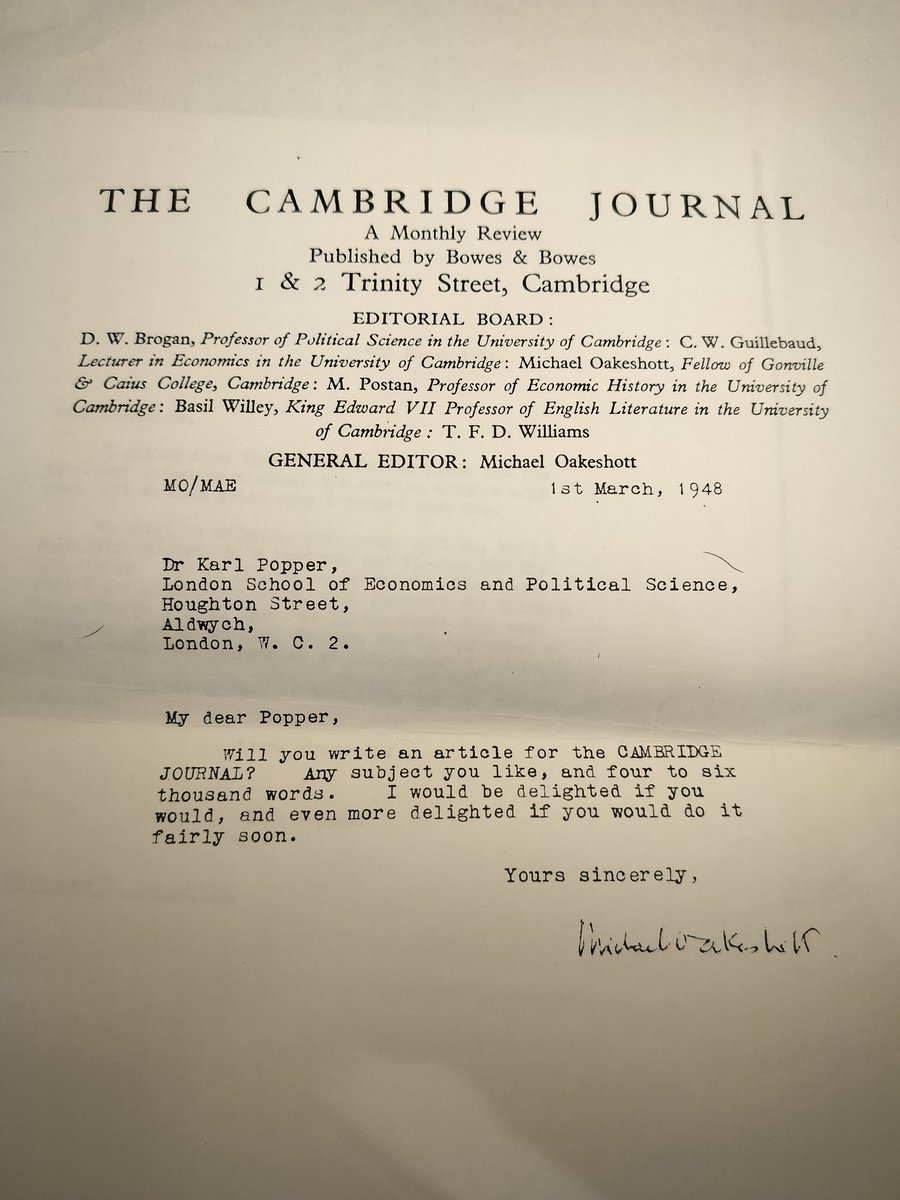 THE CAMBRIDGE JOURNAL
A Monthly Review
Published by Bowes & Bowes
1 & 2 Trinity Street, Cambridge
EDITORIAL BOARD:
D. W. Brogan, Professor of Political Science in the University of Cambridge: C. W. Guillebaud,
Lecturer in Economics in the University of Cambridge: Michael Oakeshott, Fellow of Gonville
& Caius College, Cambridge: M. Postan, Professor of Economic History in the University of
Cambridge: Basil Willey, King Edward VII Professor of English Literature in the University
of Cambridge: T. F. D. Williams
GENERAL EDITOR: Michael Oakeshott
MO/MAE 1st March, 1948
Dr Karl Popper,
London School of Economics and Political Science,
Houghton Street,
Aldwych,
London, W. C. 2.
My dear Popper,
Will you write an article for the CAMBRIDGE
JOURNAL? Any subject you like, and four to six
thousand words. I would be delighted if you
would, and even more delighted if you would do it
fairly soon.
Yours sincerely,
Michael Oakeshott